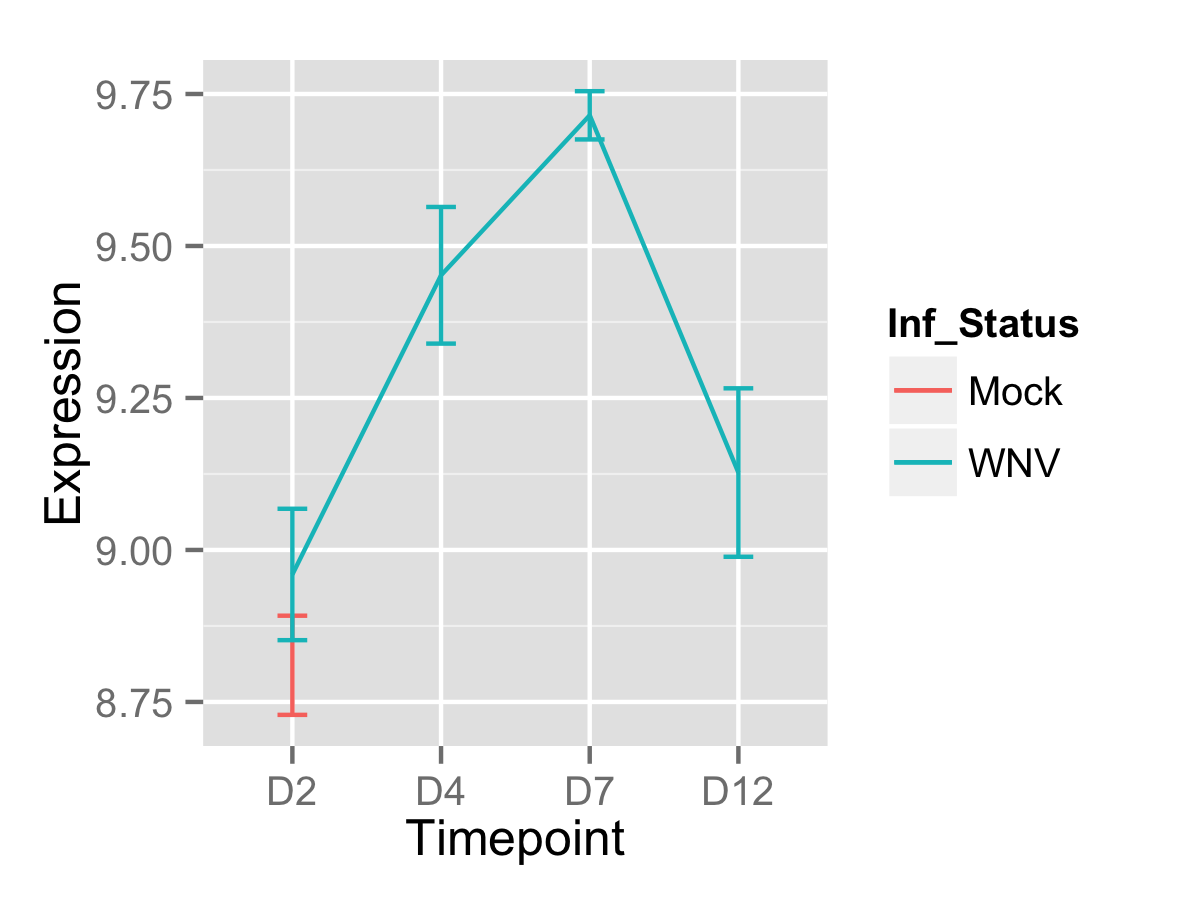 Expression
9.75
9.50
9.25
9.00
8.75
D2 D4 D7 D12
Timepoint
Inf_Status
Mock
WNV